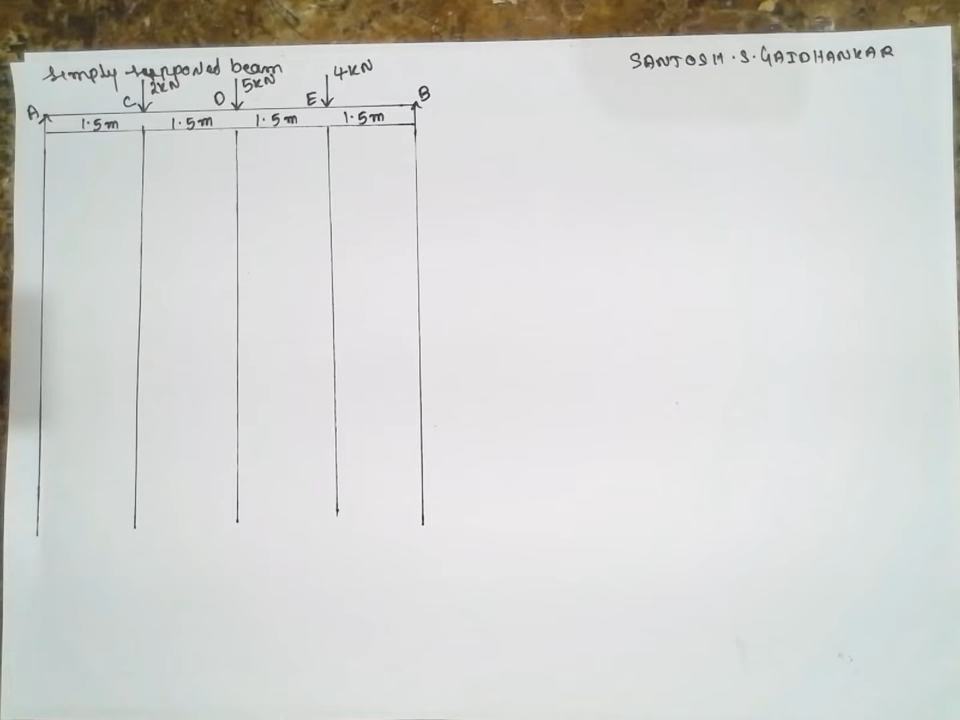 SANTOSH.S.GAIDHANKAR
Simply supported beam
2KN 5KN 4KN
A C D E B
1.5m 1.5m 1.5m 1.5m